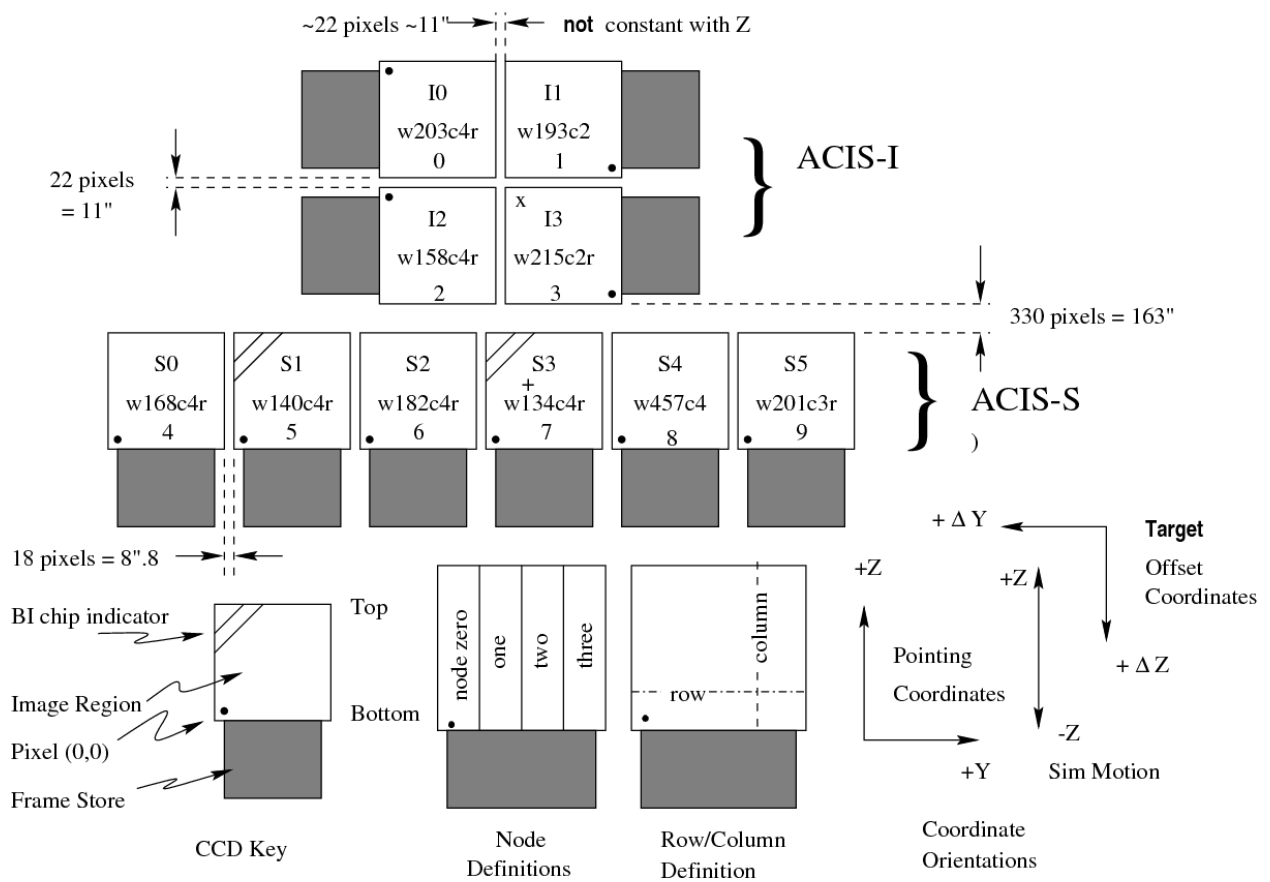 ~22 pixels ~11"
not constant with Z
I0
w203c4r
0
I1
w193c2
1
ACIS-I
22 pixels
= 11"
I2
w158c4r
2
x
I3
w215c2r
3
330 pixels = 163"
S0
w168c4r
4
S1
w140c4r
5
S2
w182c4r
6
S3
+
w134c4r
7
S4
w457c4
8
S5
w201c3r
9
ACIS-S
)
18 pixels = 8".8
BI chip indicator
Image Region
Pixel (0,0)
Frame Store
Top
Bottom
CCD Key
node zero
one
two
three
Node
Definitions
row
column
Row/Column
Definition
+ Δ Y
Target
Offset
Coordinates
+ Δ Z
+Z
Pointing
Coordinates
+Y
+Z
-Z
Sim Motion
Coordinate
Orientations